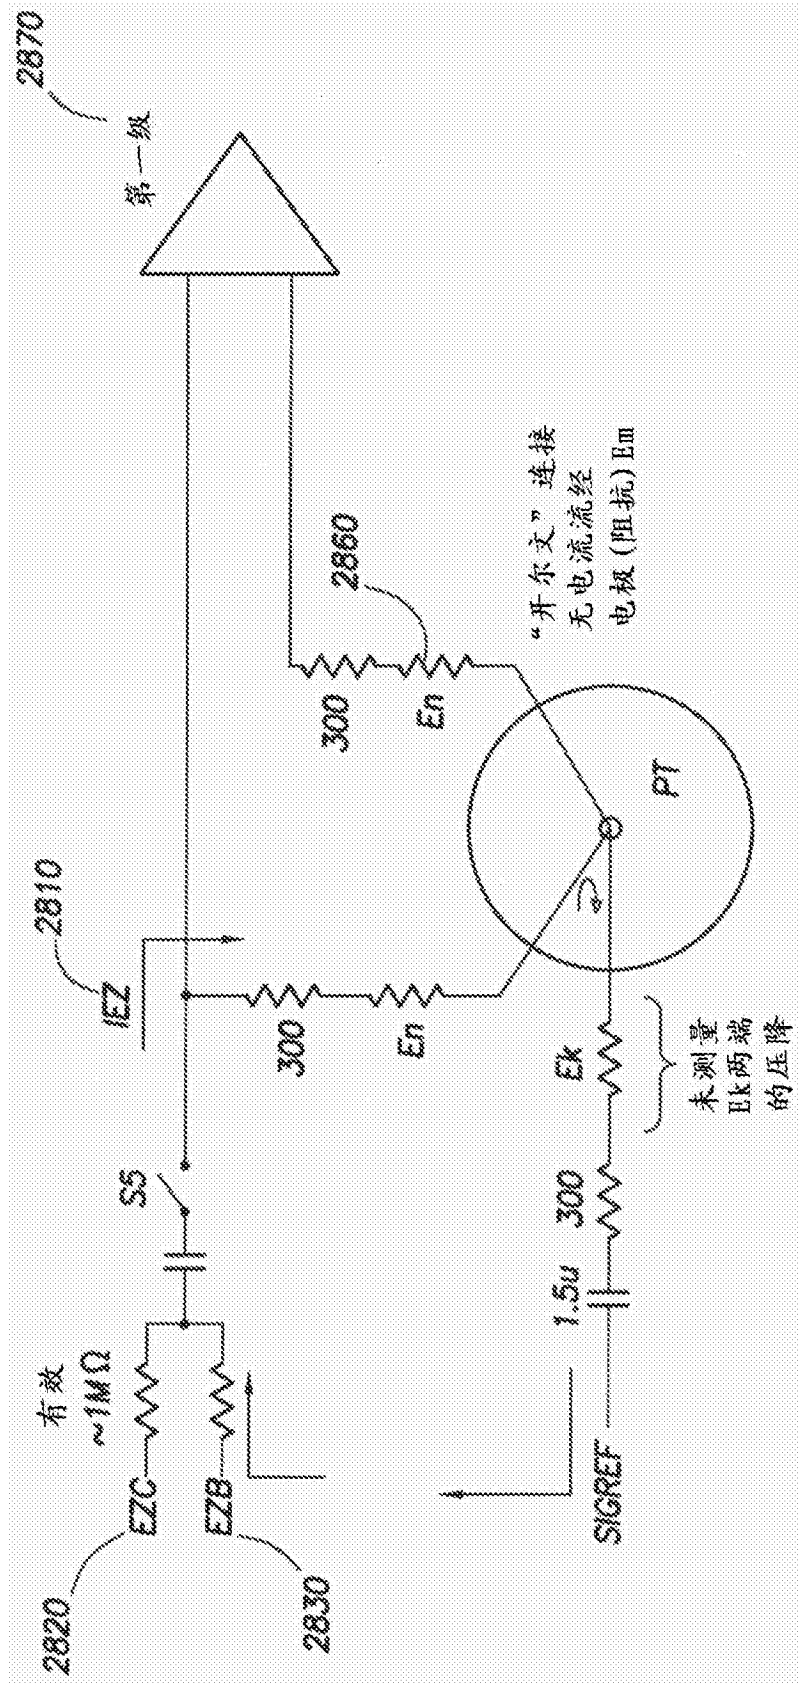 2870
第一级
2810
IEZ
S5
有效
~1MΩ
EZC
2820
EZB
2830
300
En
300
En
2860
“开尔文”连接
无电流流经
电极(阻抗)Em
PT
Ek
300
1.5u
SIGREF
未测量
Ek两端
的压降